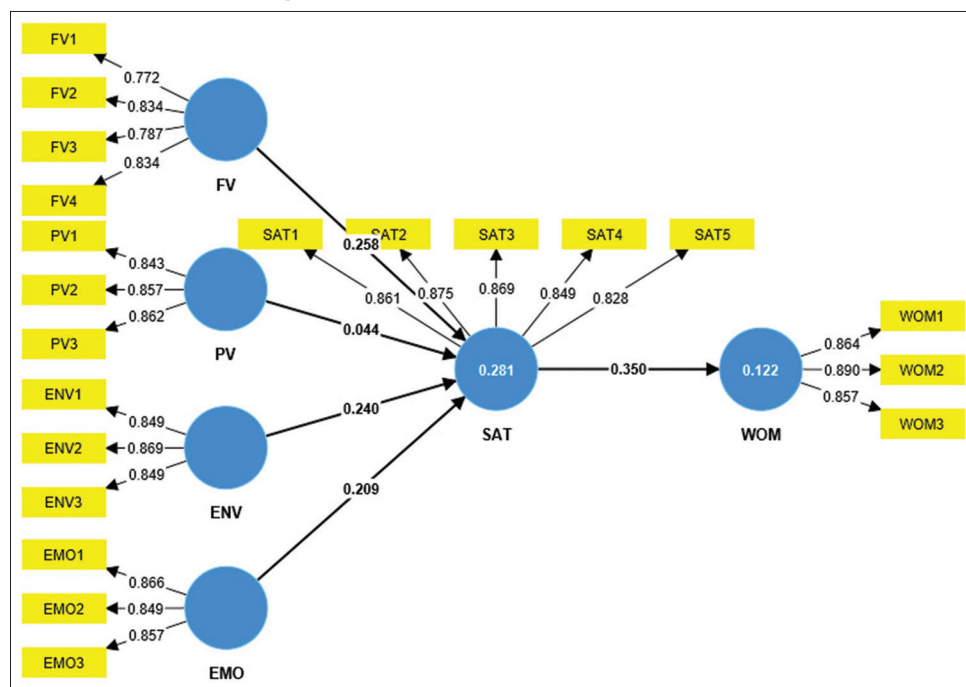 FV1
0.772
FV2
0.834
FV3
0.787
0.834
FV4
FV
PV1
0.843
PV2
0.857
PV3
0.862
PV
ENV1
0.849
ENV2
0.869
ENV3
0.849
ENV
EMO1
0.866
EMO2
0.849
EMO3
0.857
EMO
0.258
0.044
0.240
0.209
SAT1
SAT2
SAT3
SAT4
SAT5
0.861
0.875
0.869
0.849
0.828
0.281
SAT
0.350
0.122
WOM
0.864
WOM1
0.890
WOM2
0.857
WOM3